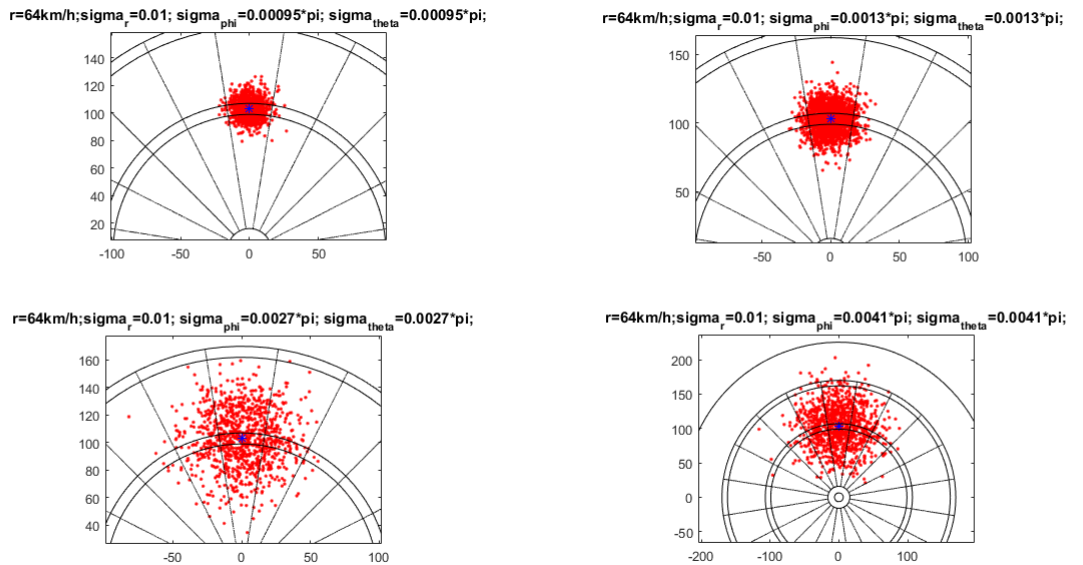 r=64km/h;sigma_r=0.01; sigma_phi=0.00095*pi; sigma_theta=0.00095*pi;
140
120
100
80
60
40
20
-100 -50 0 50
r=64km/h;sigma_r=0.01; sigma_phi=0.0013*pi; sigma_theta=0.0013*pi;
150
100
50
-50 0 50 100
r=64km/h;sigma_r=0.01; sigma_phi=0.0027*pi; sigma_theta=0.0027*pi;
160
140
120
100
80
60
40
-50 0 50 100
r=64km/h;sigma_r=0.01; sigma_phi=0.0041*pi; sigma_theta=0.0041*pi;
200
150
100
50
0
-50
-200 -100 0 100